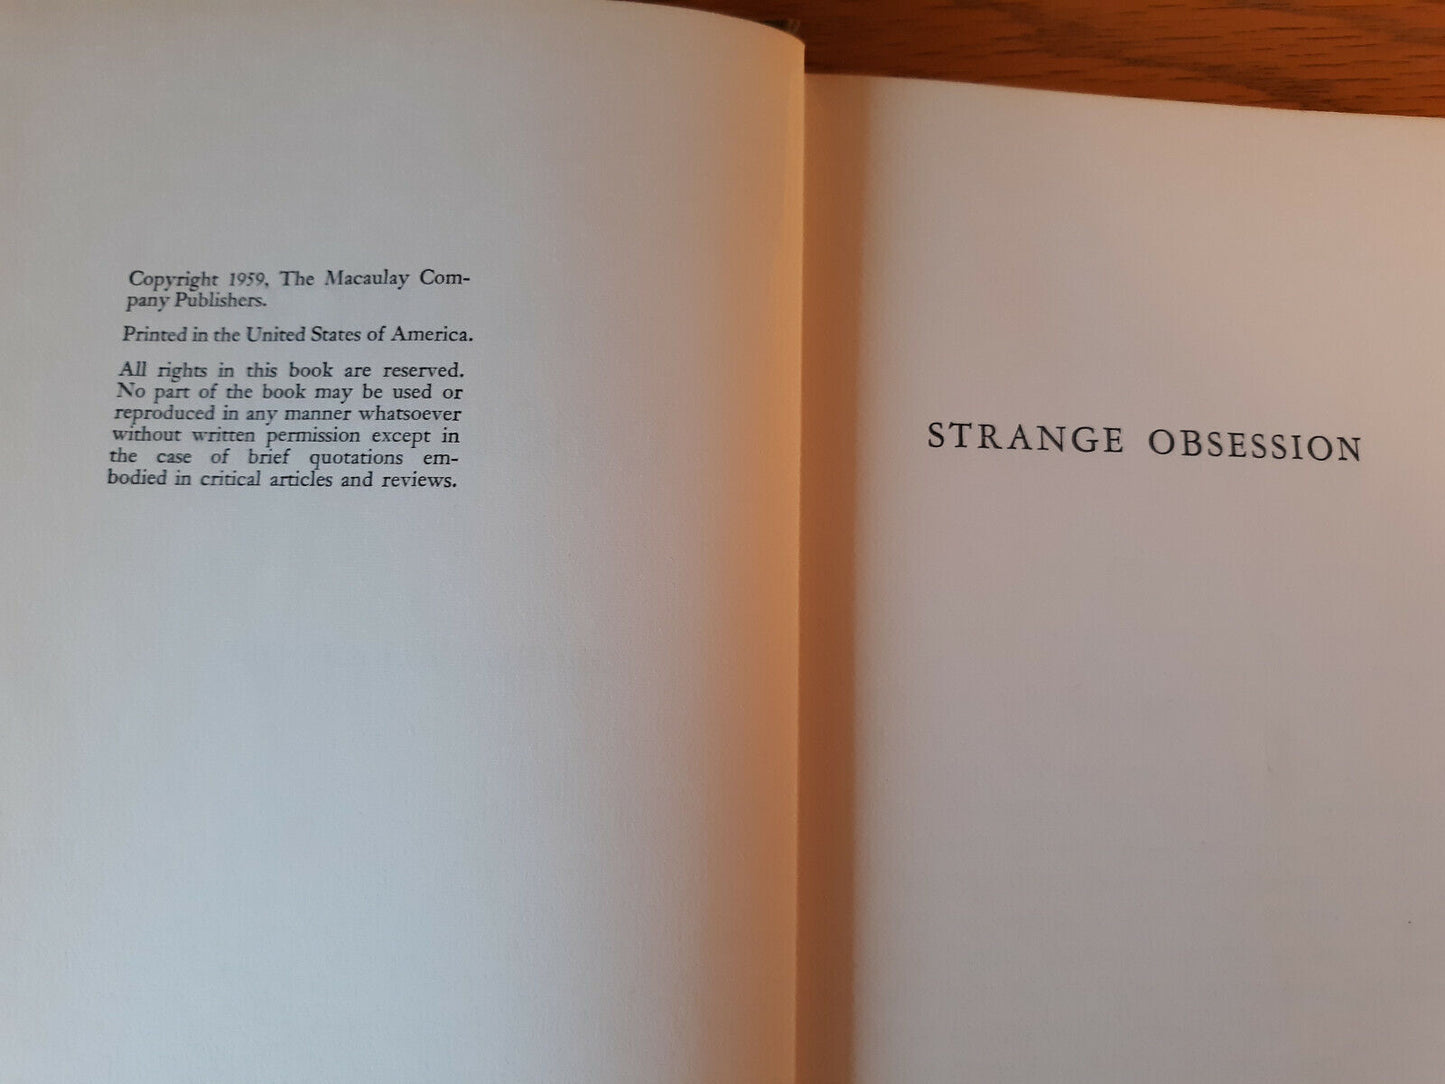 Copyright 1959, The Macaulay Com-
pany Publishers.
Printed in the United States of America.
All rights in this book are reserved.
No part of the book may be used or
reproduced in any manner whatsoever
without written permission except in
the case of brief quotations em-
bodied in critical articles and reviews.
STRANGE OBSESSION